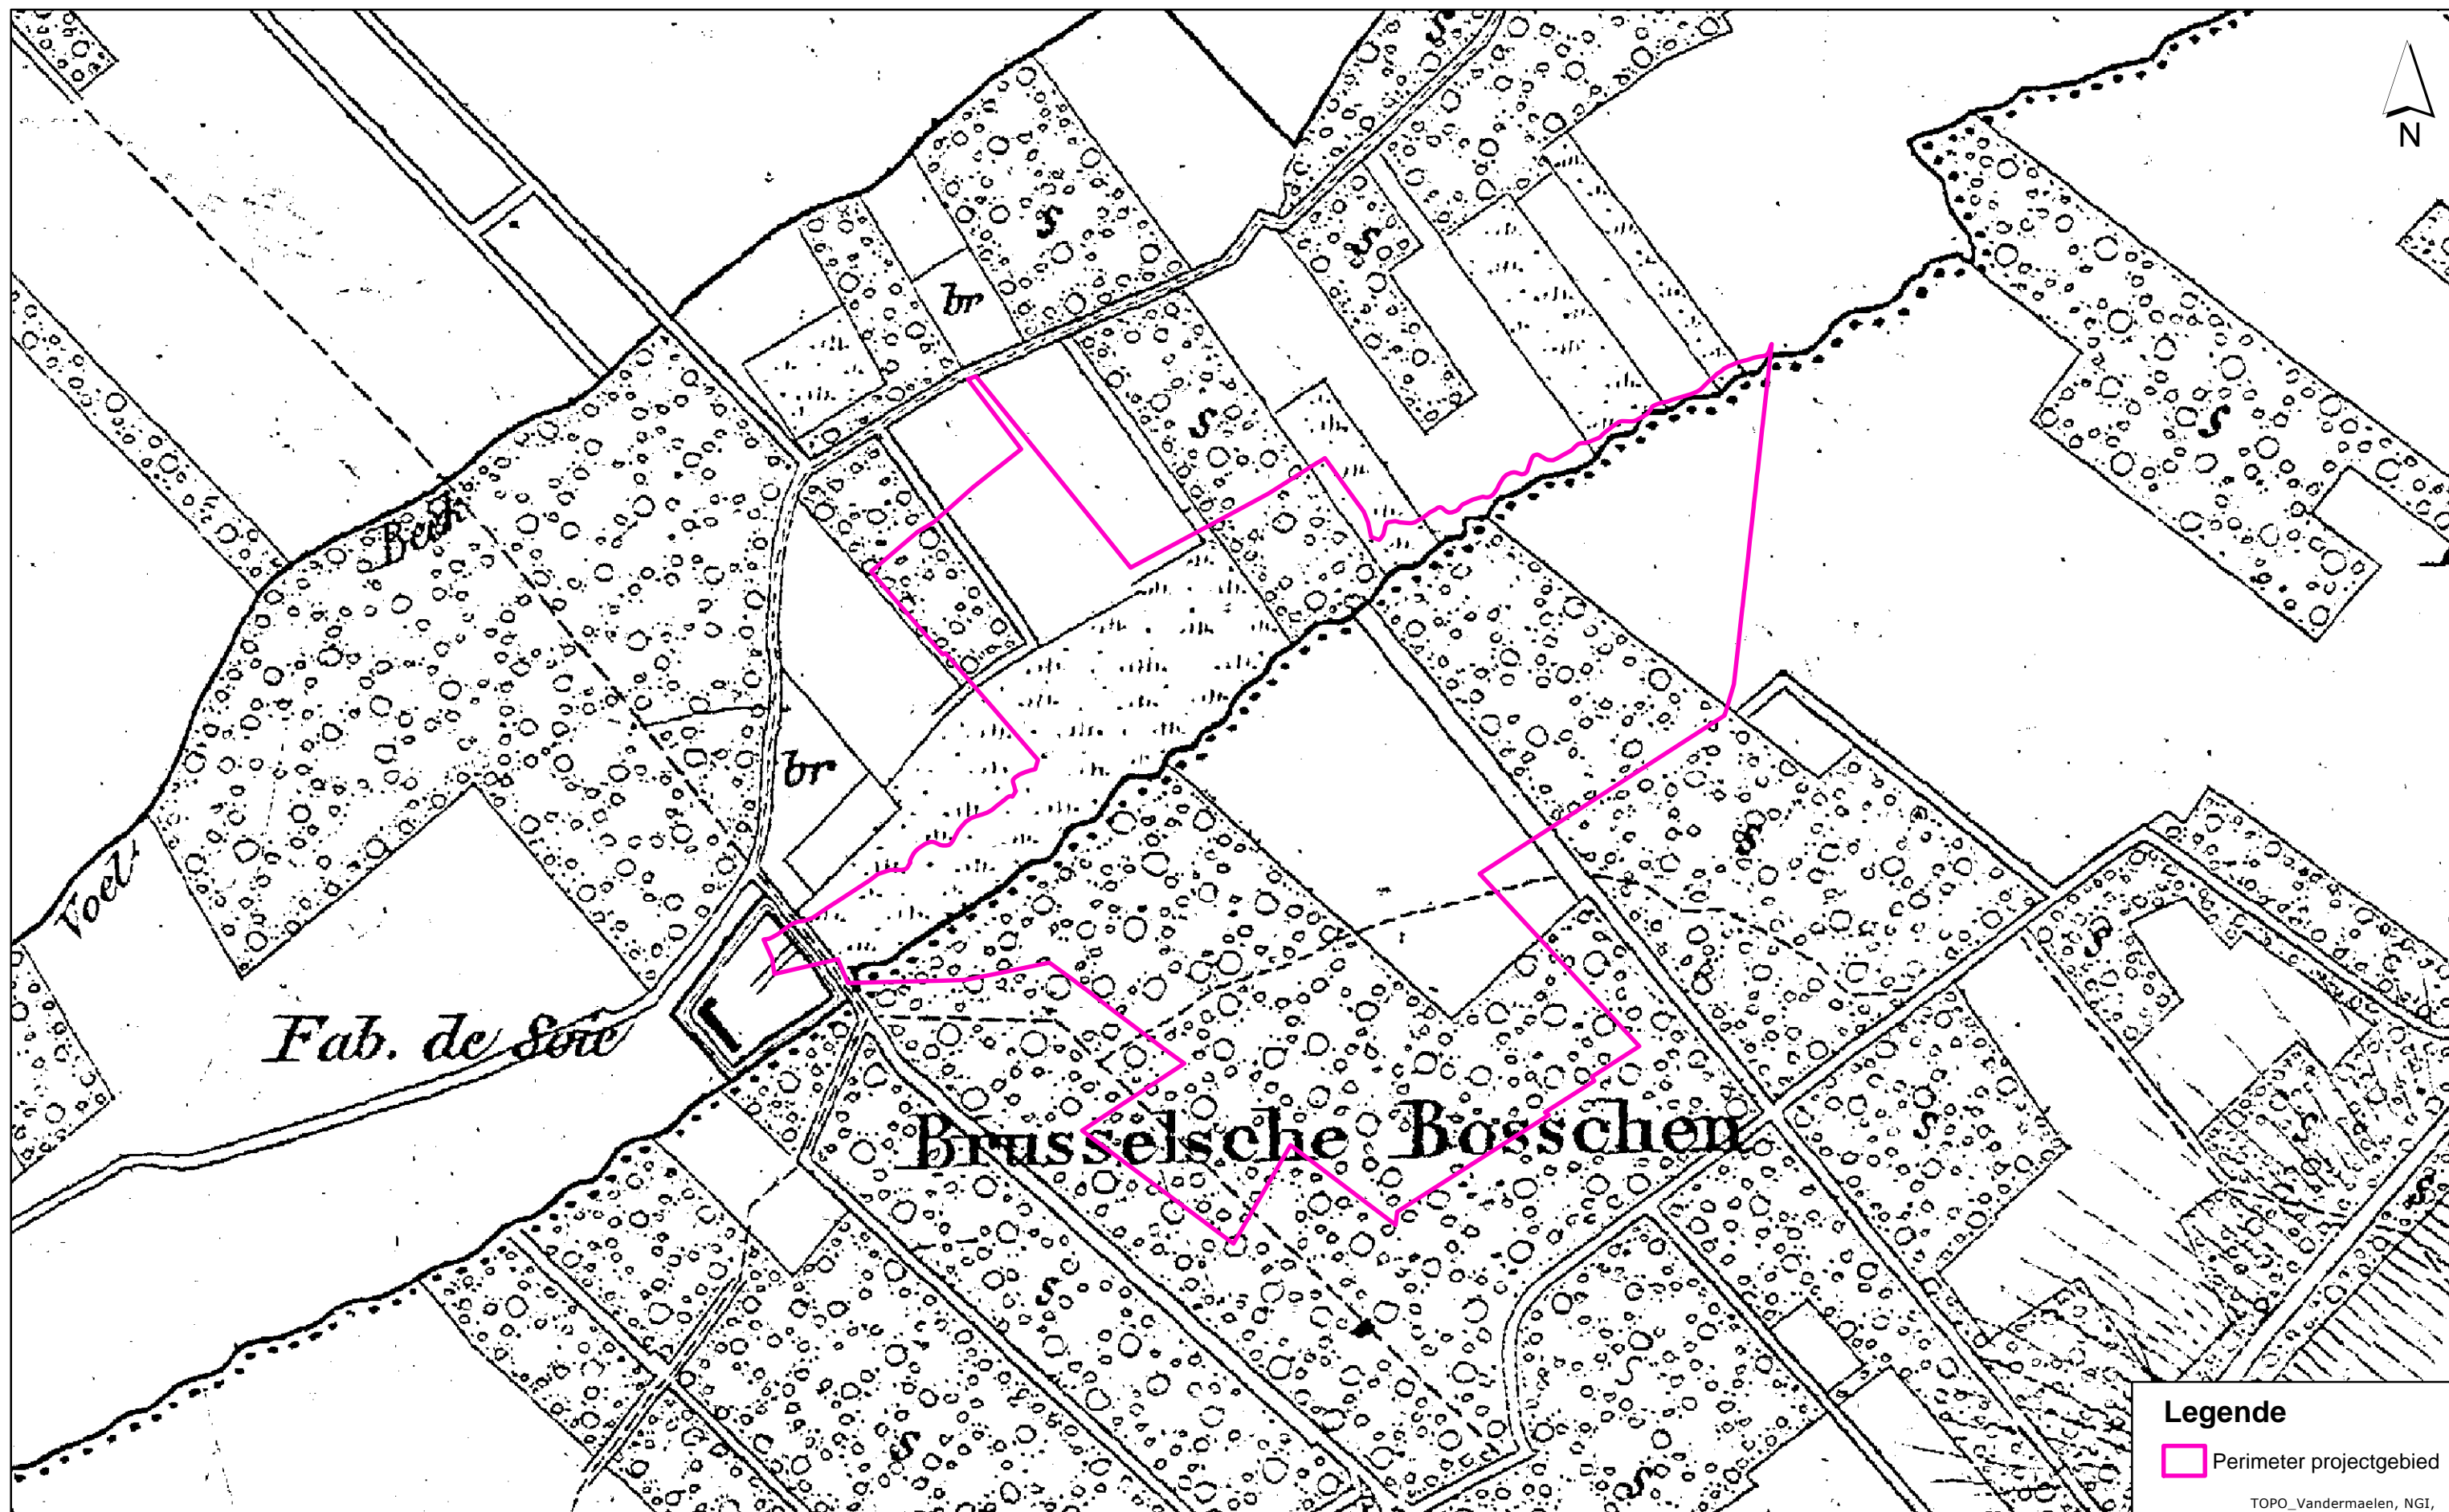 S
N
S
S
br
S
S
Beek
br
S
Voel
S
Fab. de Soie
Brusselsche Bosschen
S
S
S
S
S
S
S
Legende
Perimeter projectgebied
TOPO_Vandermaelen, NGI,